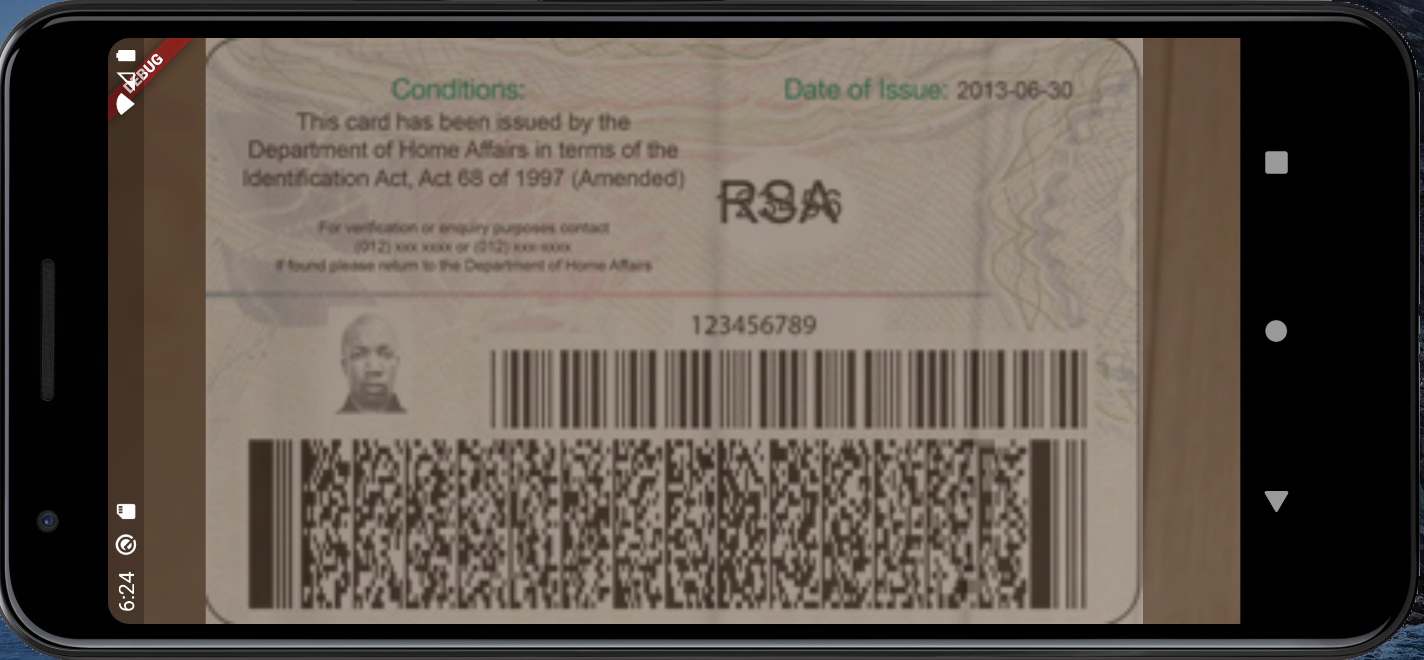 DEBUG
6:24
Conditions:
This card has been issued by the
Department of Home Affairs in terms of the
Identification Act, Act 68 of 1997 (Amended)
For verification or enquiry purposes contact
(012) xxx xxxx or (012) xxx-xxxx
If found please return to the Department of Home Affairs
Date of Issue: 2013-06-30
RSA
123456789